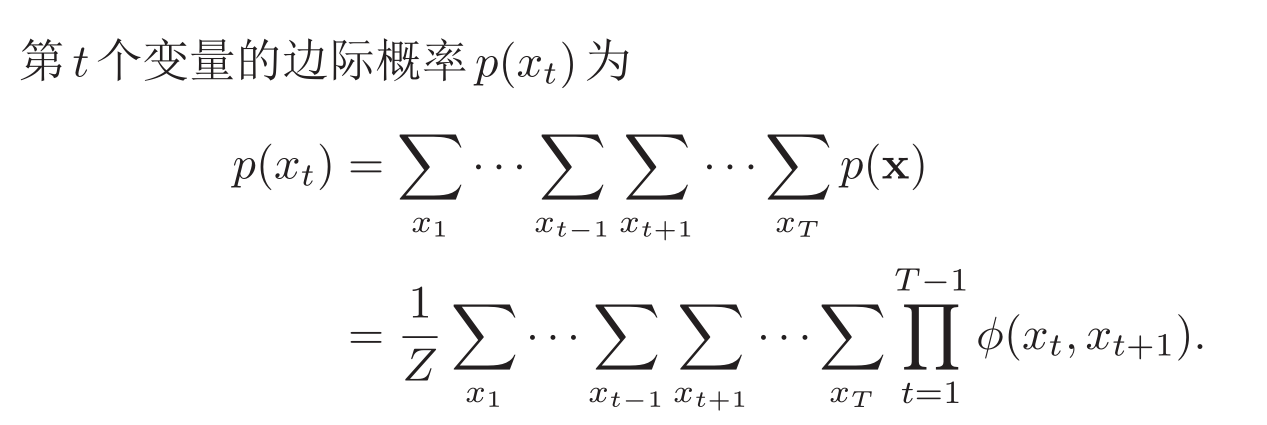 第 t 个变量的边际概率 p(x_t) 为
p(x_t) = \sum_{x_1} \cdots \sum_{x_{t-1}} \sum_{x_{t+1}} \cdots \sum_{x_T} p(\mathbf{x})
= \frac{1}{Z} \sum_{x_1} \cdots \sum_{x_{t-1}} \sum_{x_{t+1}} \cdots \sum_{x_T} \prod_{t=1}^{T-1} \phi(x_t, x_{t+1}).